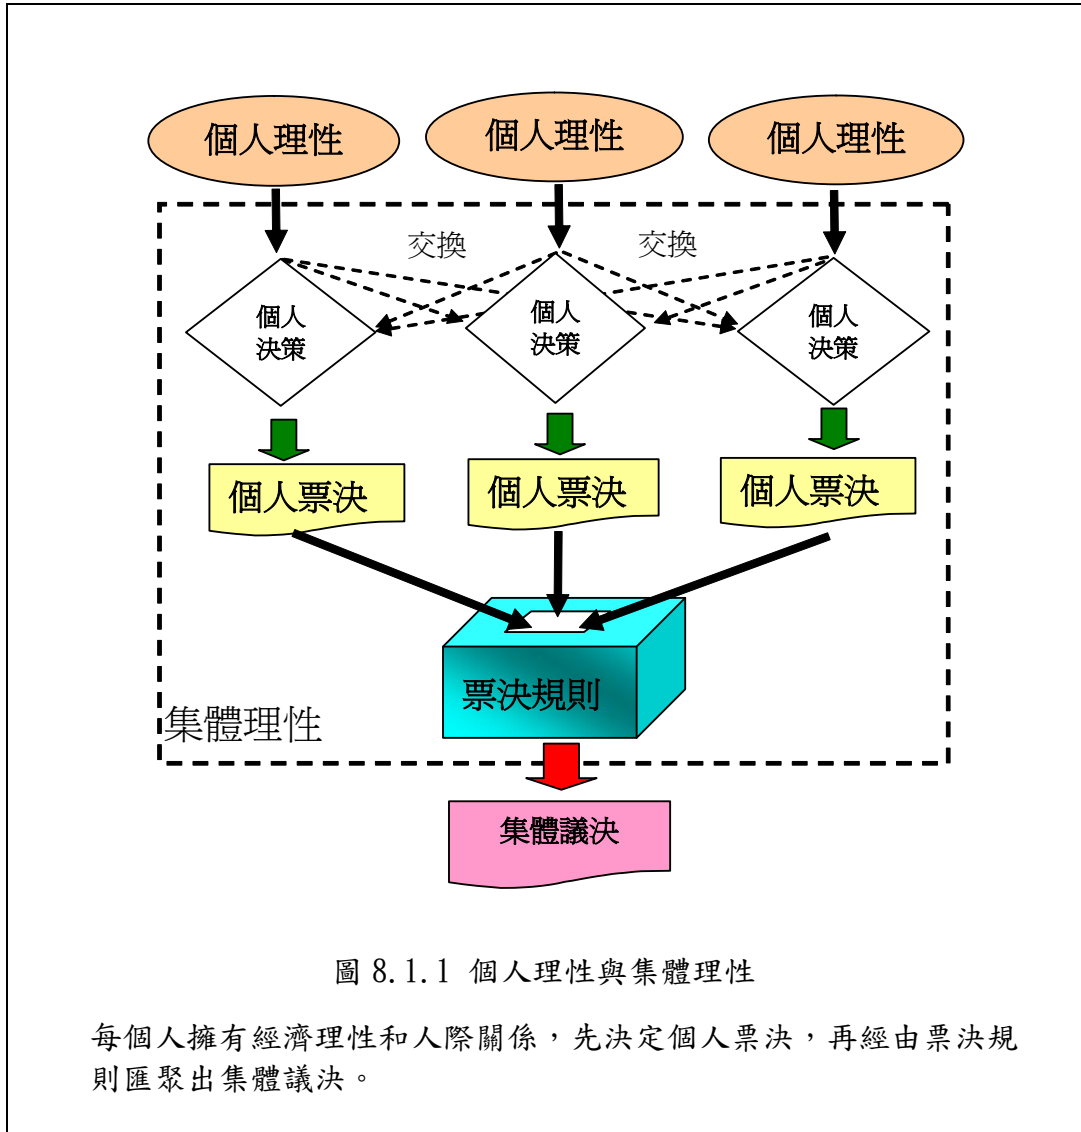 個人理性
個人理性
個人理性
交換
交換
個人
決策
個人
決策
個人
決策
個人票決
個人票決
個人票決
票決規則
集體理性
集體議決
圖 8.1.1 個人理性與集體理性
每個人擁有經濟理性和人際關係，先決定個人票決，再經由票決規
則匯聚出集體議決。